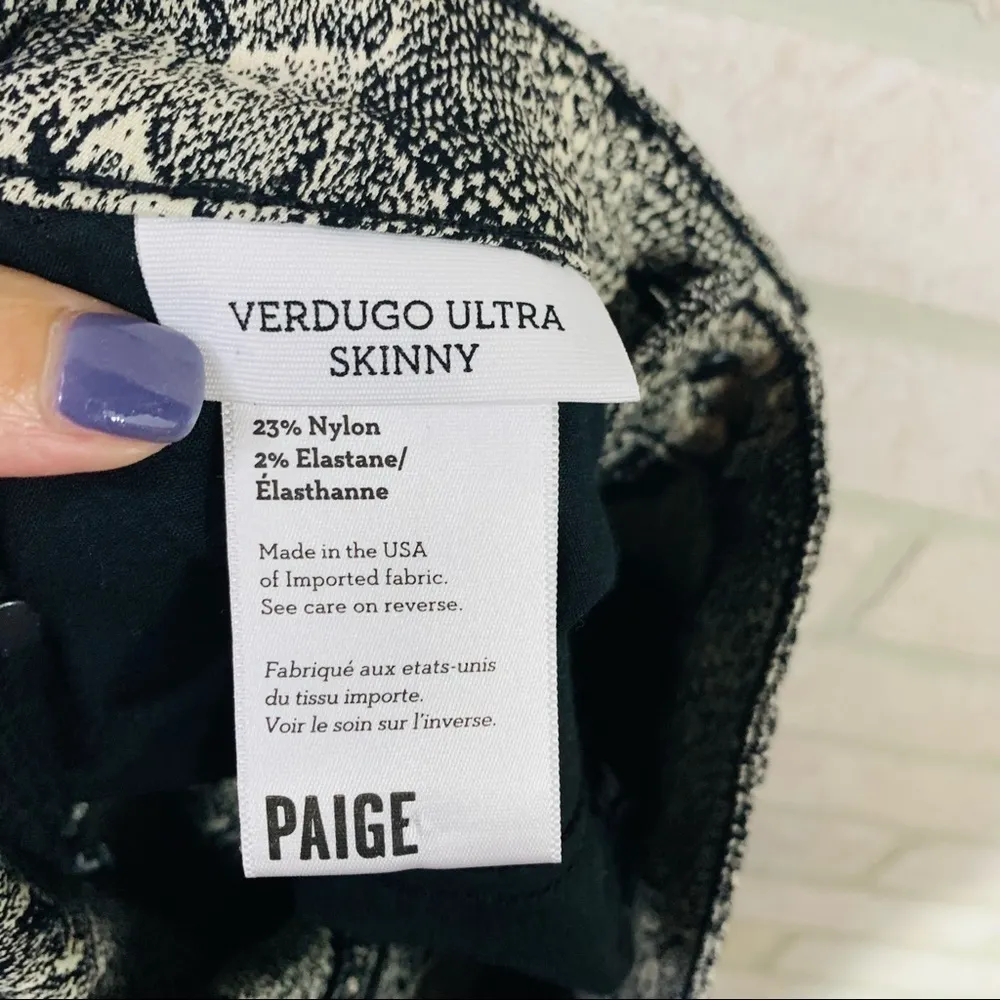 VERDUGO ULTRA
SKINNY
23% Nylon
2% Elastane/
Élasthanne
Made in the USA
of Imported fabric.
See care on reverse.
Fabriqué aux etats-unis
du tissu importe.
Voir le soin sur l'inverse.
PAIGE